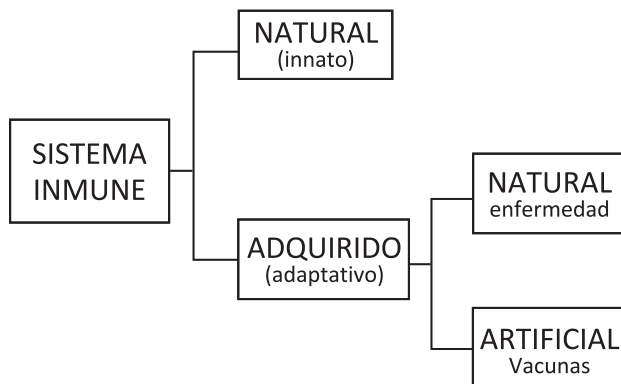 NATURAL
(innato)
SISTEMA
INMUNE
ADQUIRIDO
(adaptativo)
NATURAL
enfermedad
ARTIFICIAL
Vacunas